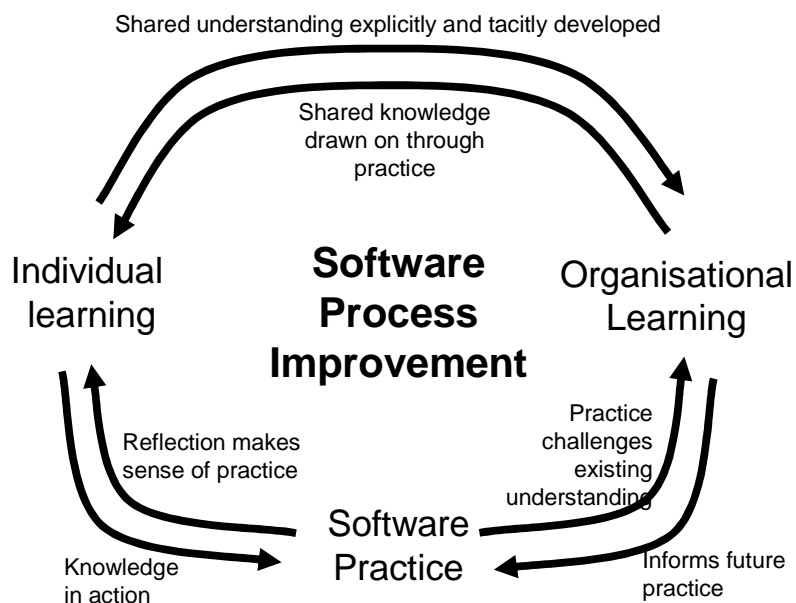 Shared understanding explicitly and tacitly developed
Shared knowledge
drawn on through
practice
Individual
learning
Software
Process
Improvement
Organisational
Learning
Reflection makes
sense of practice
Practice
challenges
existing
understanding
Software
Practice
Knowledge
in action
Informs future
practice